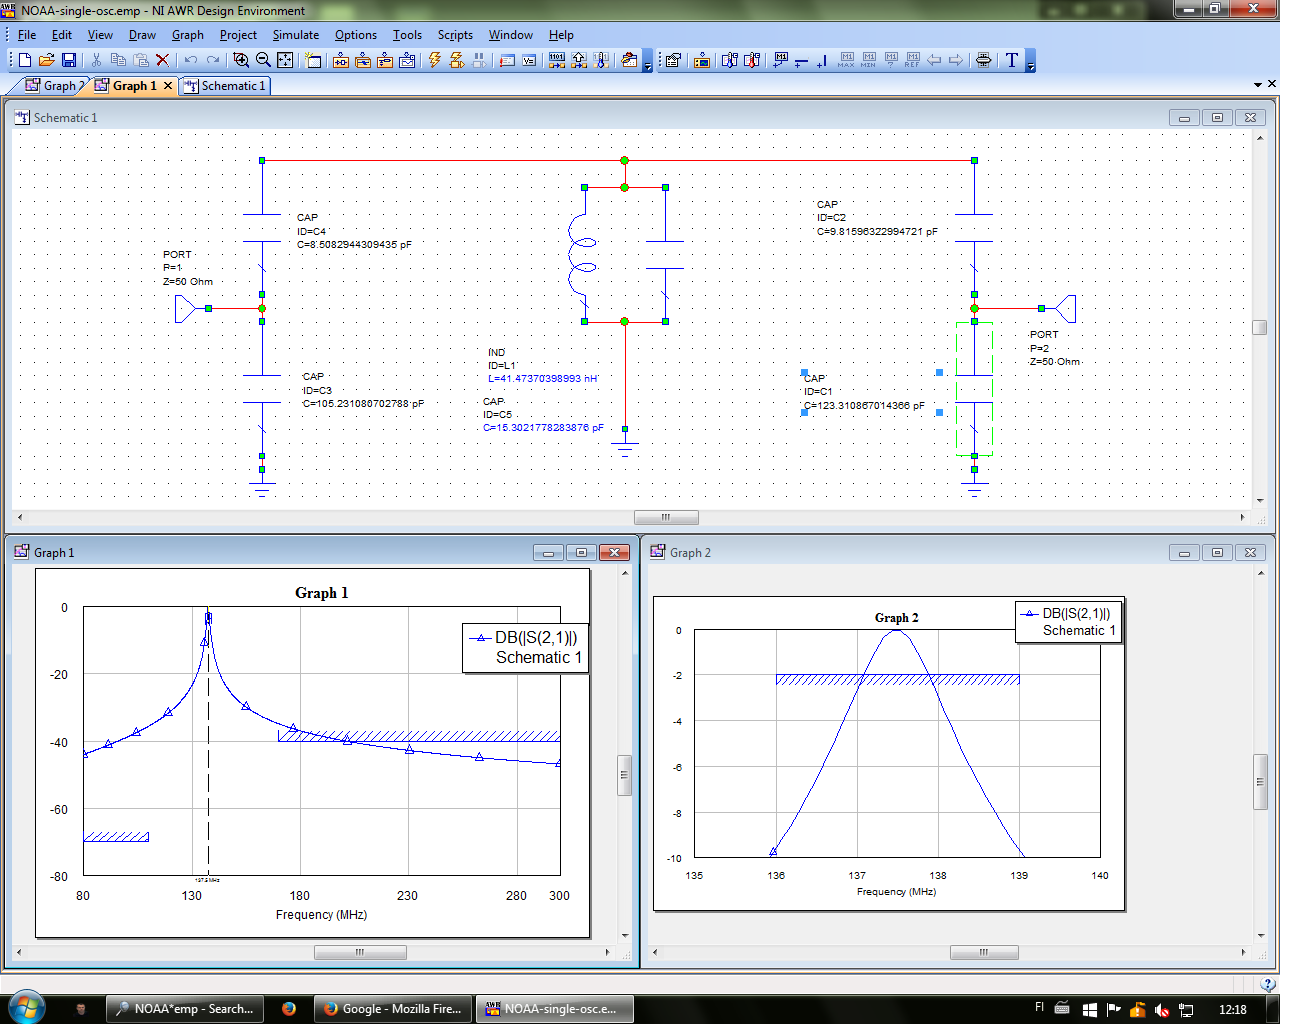 NOAA-single-osc.emp - NI AWR Design Environment
File Edit View Draw Graph Project Simulate Options Tools Scripts Window Help
Graph 2 Graph 1 Schematic 1
Schematic 1
CAP
ID=C4
C=8.5082944309435 pF
PORT
P=1
Z=50 Ohm
CAP
ID=C2
C=9.81596322994721 pF
PORT
P=2
Z=50 Ohm
IND
ID=L1
L=41.47370398993 nH
CAP
ID=C5
C=15.3021778283876 pF
CAP
ID=C3
C=105.231086702788 pF
CAP
ID=C1
C=123.310867014366 pF
Graph 1
Graph 1
0
-20
-40
-60
-80
80 130 180 230 280 300
Frequency (MHz)
DB(|S(2,1)|)
Schematic 1
Graph 2
Graph 2
0
-2
-4
-6
-8
-10
135 136 137 138 139 140
Frequency (MHz)
DB(|S(2,1)|)
Schematic 1
NOAA*emp - Search...
Google - Mozilla Fire...
NOAA-single-osc.e...
FI
12:18